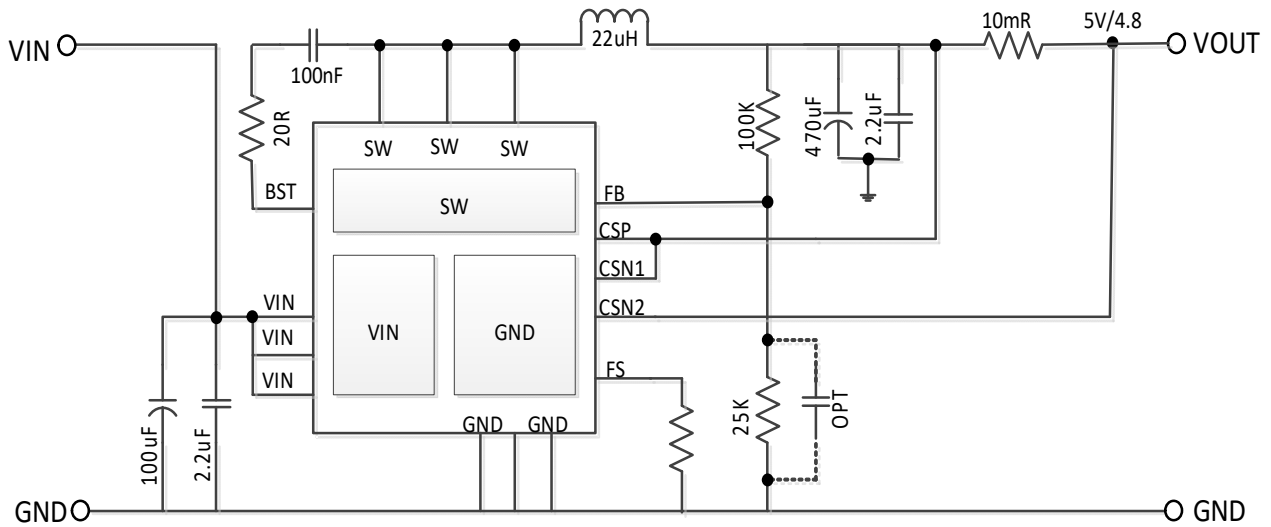 VIN
100nF
22uH
10mR
5V/4.8
VOUT
20R
100K
470uF
2.2uF
SW
SW
SW
BST
SW
FB
CSP
CSN1
CSN2
VIN
VIN
VIN
VIN
GND
FS
100uF
2.2uF
GND
GND
25K
OPT
GND
GND